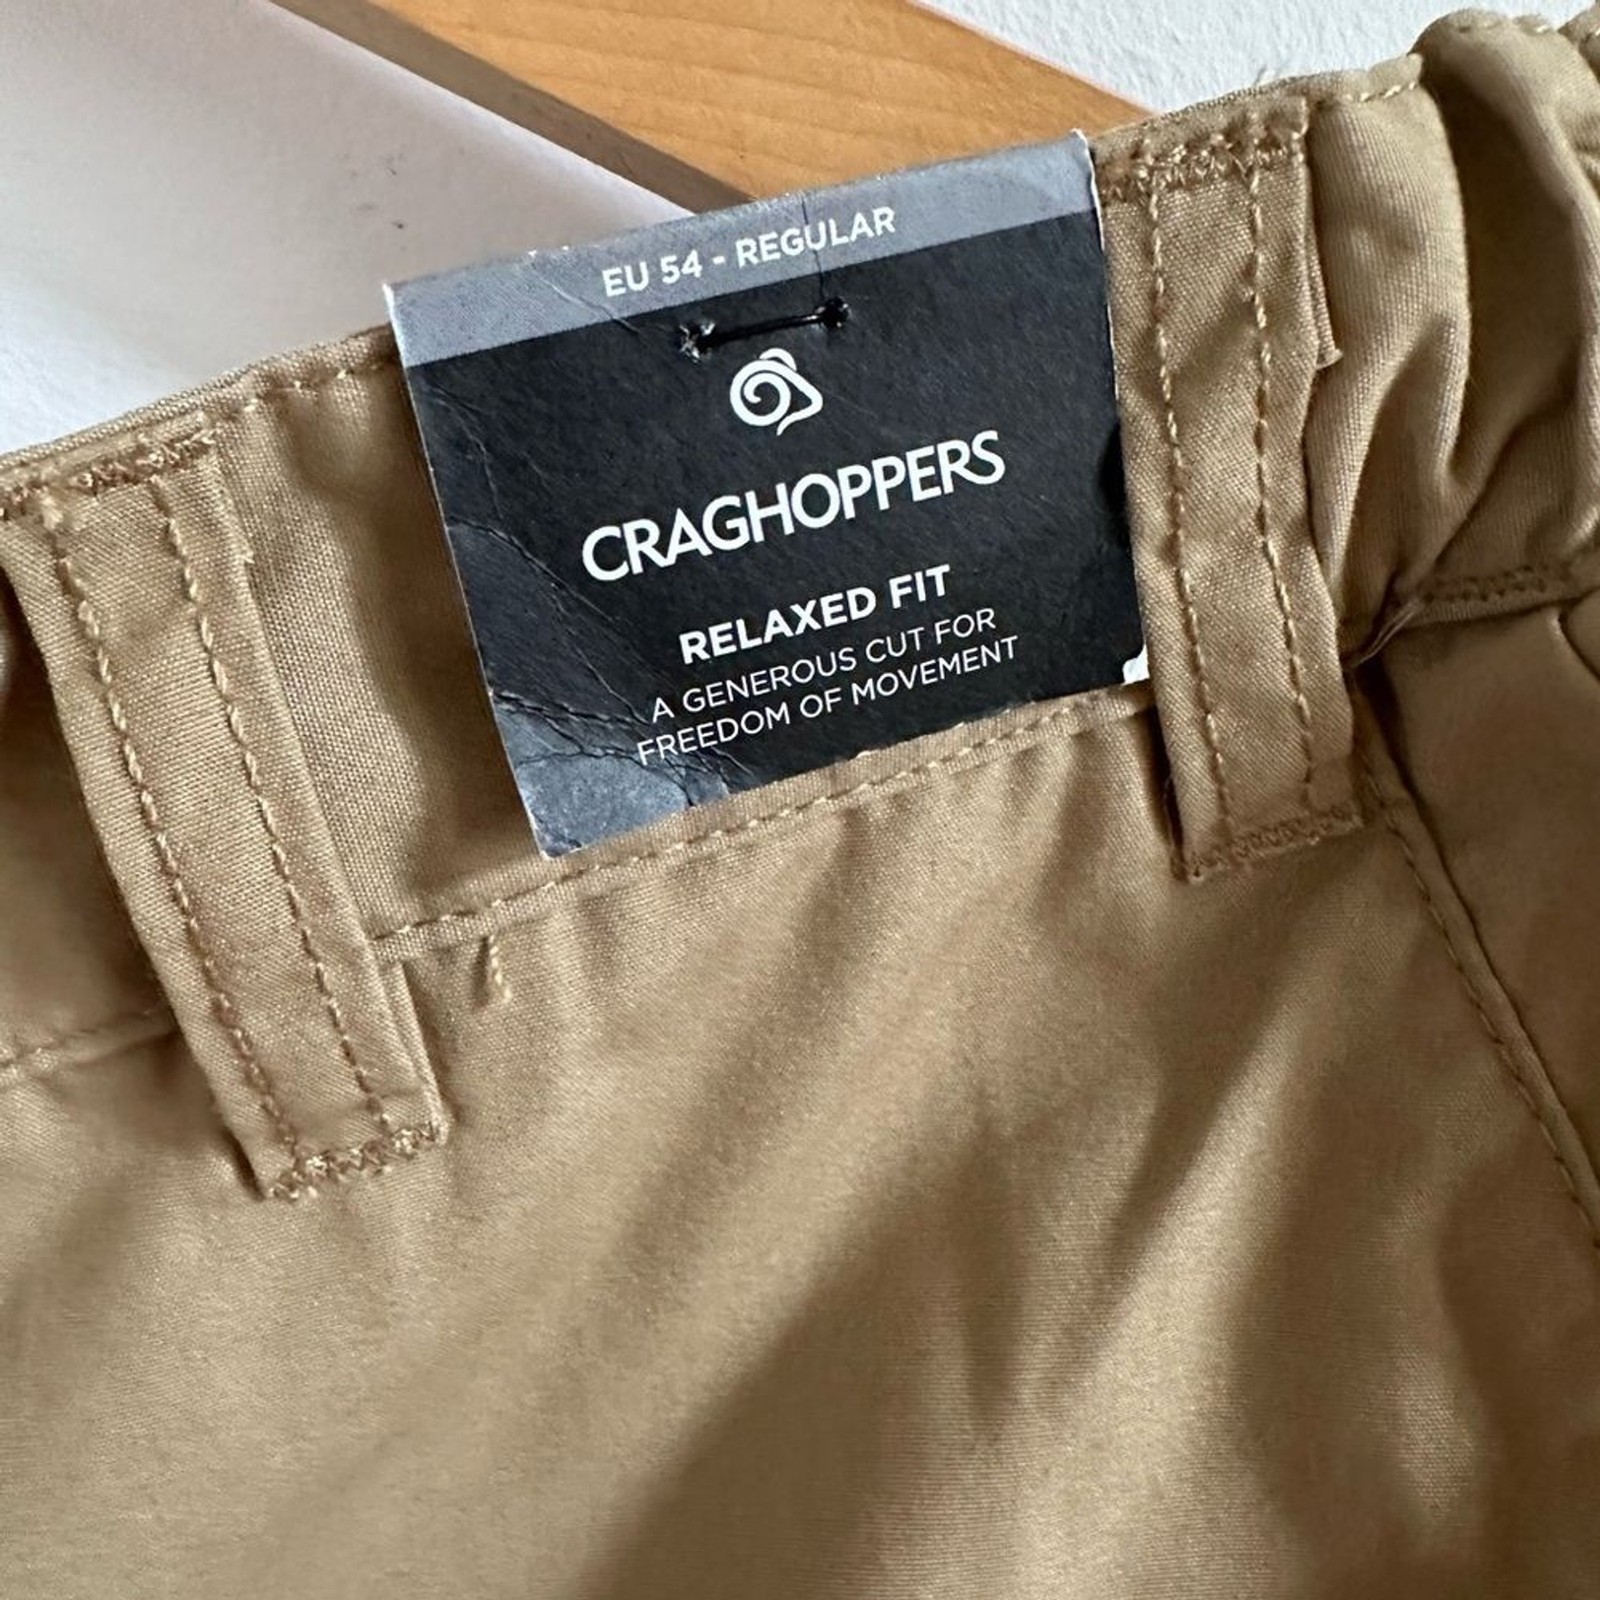 EU 54 - REGULAR
CRAGHOPPERS
RELAXED FIT
A GENEROUS CUT FOR
FREEDOM OF MOVEMENT